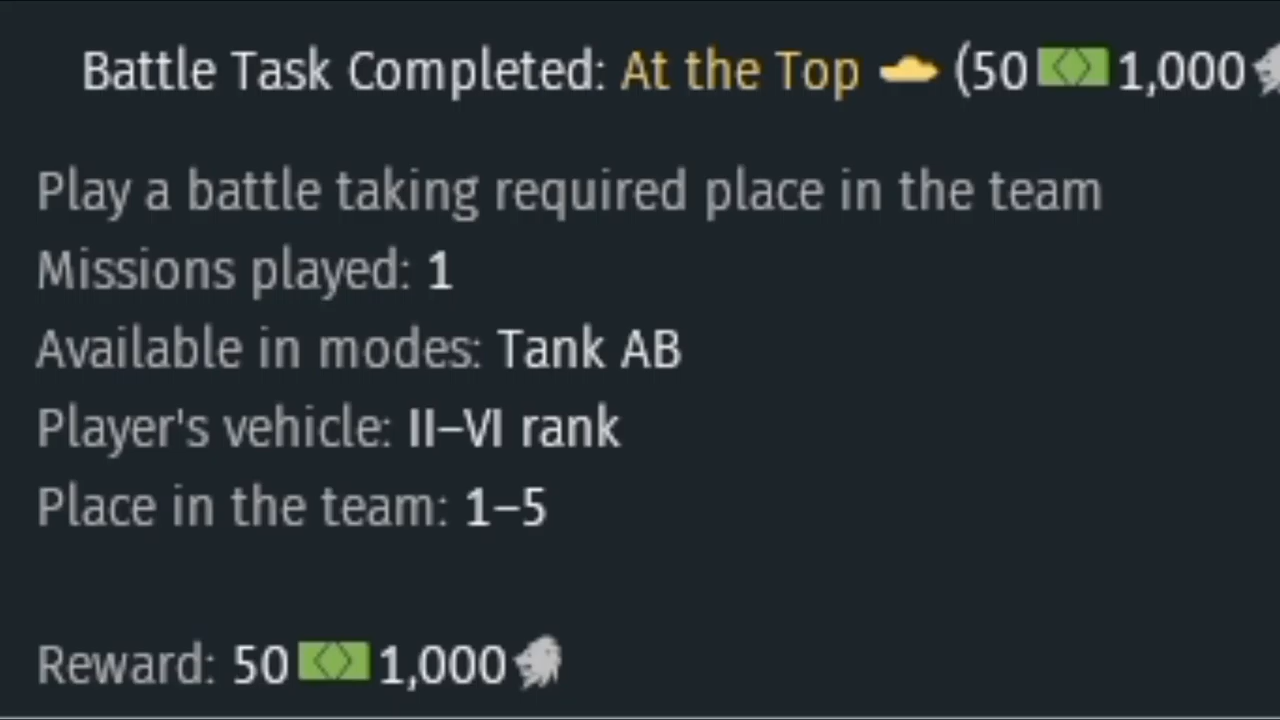 Battle Task Completed: At the Top (50 1,000
Play a battle taking required place in the team
Missions played: 1
Available in modes: Tank AB
Player's vehicle: II–VI rank
Place in the team: 1–5
Reward: 50 1,000